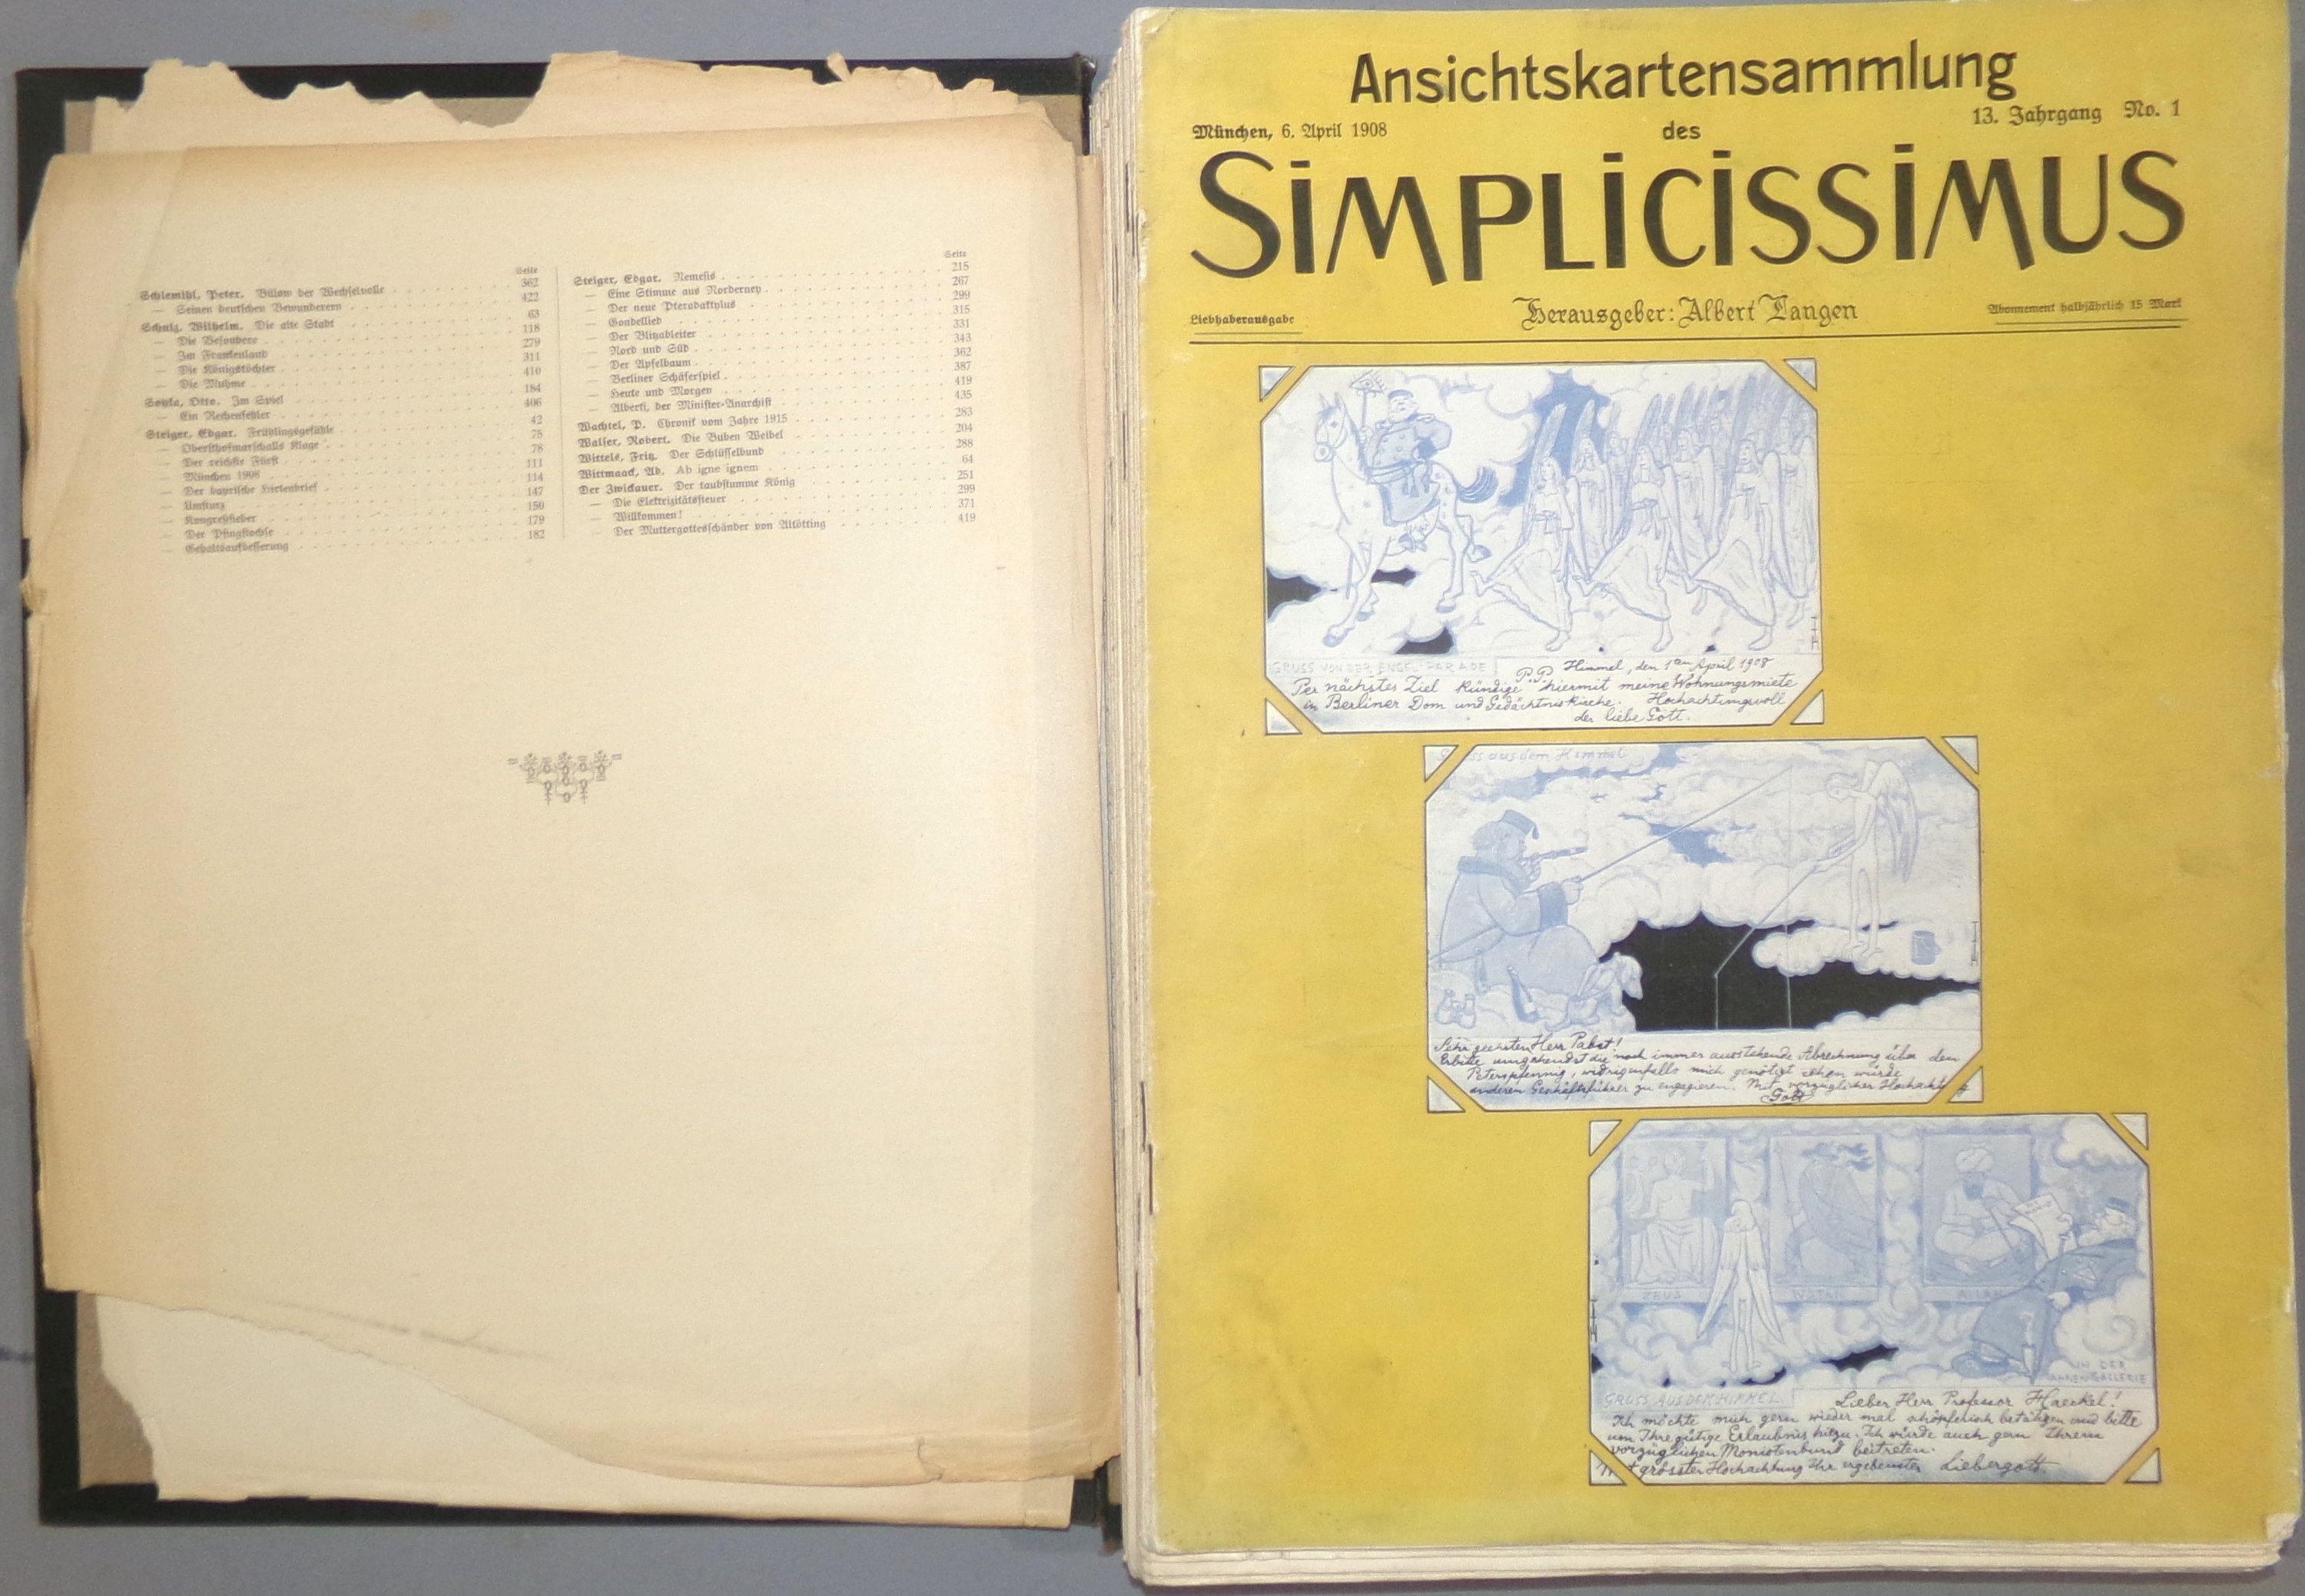 Seite
Schlemihl, Peter. Bülow der Wechselvolle 362
— Seinen deutschen Bewunderern 422
Schulz, Wilhelm. Die alte Stadt 63
— Die Besondere 118
— Im Frankenland 279
— Die Königstöchter 311
— Die Muhme 410
Soyka, Otto. Im Spiel 184
— Ein Rechenfehler 406
Steiger, Edgar. Frühlingsgefühle 42
— Obersthofmarschalls Klage 75
— Der reichste Fürst 78
— München 1908 111
— Der bayrische Hirtenbrief 114
— Umsturz 147
— Kongreßfieber 150
— Der Pfingstochse 179
— Gehaltsaufbesserung 182
Seite
Steiger, Edgar. Nemesis 215
— Eine Stimme aus Norderney 267
— Der neue Pterodaktylus 299
— Gondellied 315
— Der Blitzableiter 331
— Nord und Süd 343
— Der Apfelbaum 362
— Berliner Schäferspiel 387
— Heute und Morgen 419
— Alberti, der Minister-Anarchist 435
Wachtel, P. Chronik vom Jahre 1915 283
Walser, Robert. Die Buben Weibel 204
Wittels, Fritz. Der Schlüsselbund 288
Wittmaack, Ad. Ab igne ignem 64
Der Zwickauer. Der taubstumme König 251
— Die Elektrizitätssteuer 299
— Willkommen! 371
— Der Muttergottesschänder von Altötting 419
Ansichtskartensammlung
München, 6. April 1908 des 13. Jahrgang No. 1
SIMPLICISSIMUS
Liebhaberausgabe Herausgeber: Albert Langen Abonnement halbjährlich 15 Mark
GRUSS VON DER ENGEL-PARADE
Himmel, den 1ten April 1908
P.P.
Per nächstes Ziel kündige hiermit meine Wohnungsmiete
in Berliner Dom und Gedächtniskirche. Hochachtungsvoll
der liebe Gott.
Gruss aus dem Himmel
Sehr geehrter Herr Pabst!
Erbitte umgehendst die noch immer ausstehende Abrechnung über den
Peterspfennig, widrigenfalls mich genötigt sehen würde
anderen Geschäftsführer zu engagieren. Mit vorzüglicher Hochachtung
Gott
ZEUS WOTAN ALLAH
IN DER
AHNEN-GALLERIE
GRUSS AUS DEM HIMMEL
Lieber Herr Professor Haeckel!
Ich möchte mich gern wieder mal schöpferisch betätigen und bitte
um Ihre gütige Erlaubnis hiezu. Ich würde auch gern Ihrem
vorzüglichen Monistenbund beitreten.
Mit grösster Hochachtung Ihr ergebenster Liebergott.